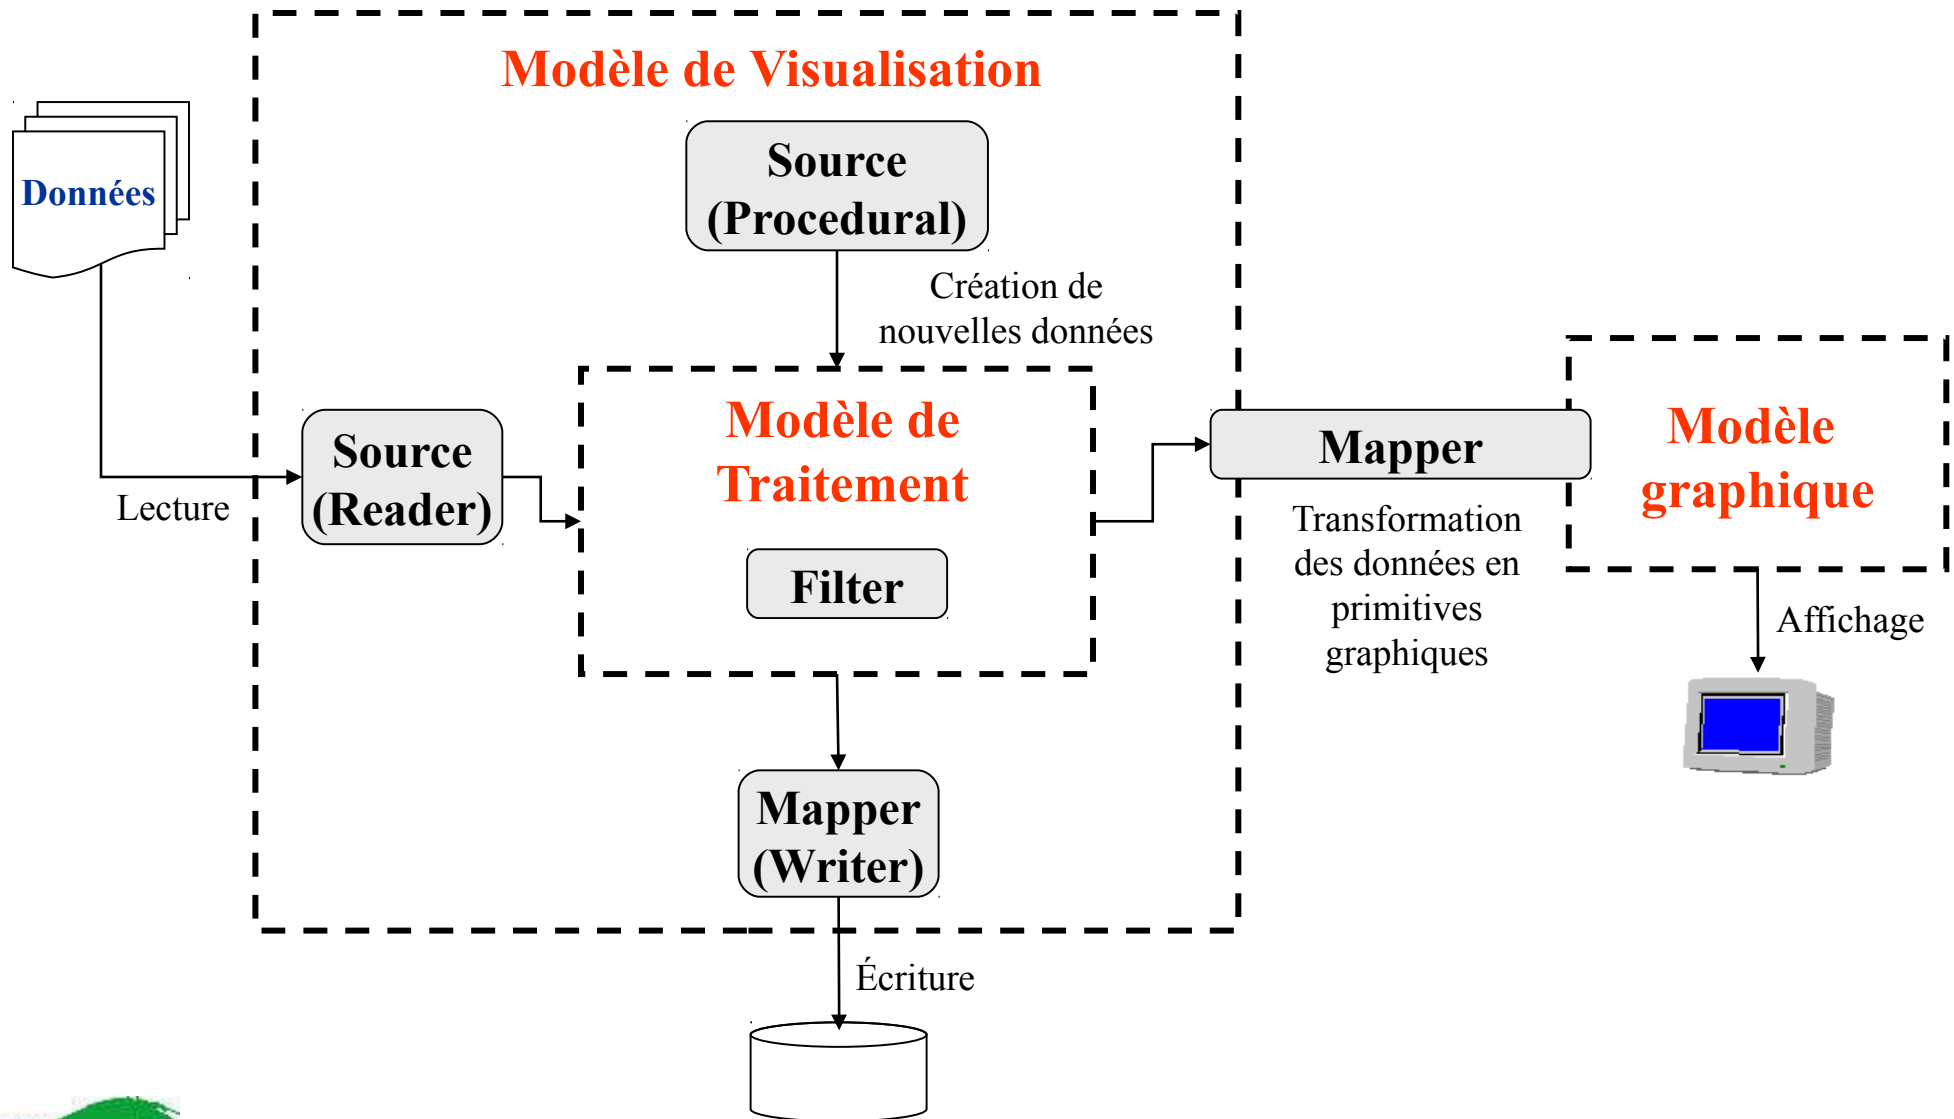 Modèle de Visualisation
Données
Source
(Procedural)
Création de
nouvelles données
Lecture
Source
(Reader)
Modèle de
Traitement
Filter
Mapper
Transformation
des données en
primitives
graphiques
Modèle
graphique
Affichage
Mapper
(Writer)
Écriture